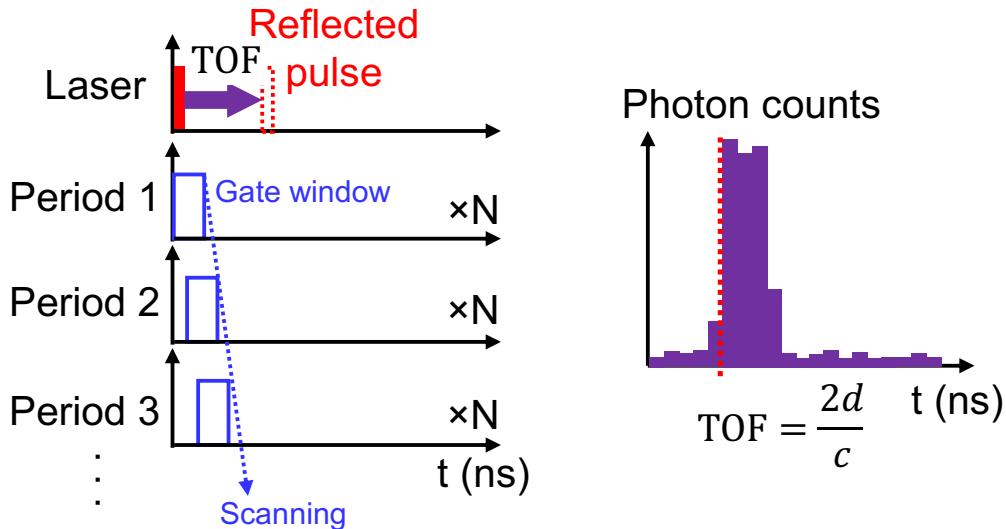 Reflected
pulse
TOF
Laser
Period 1
Gate window
×N
Period 2
×N
Period 3
×N
t (ns)
Scanning
Photon counts
t (ns)
TOF = 2d/c